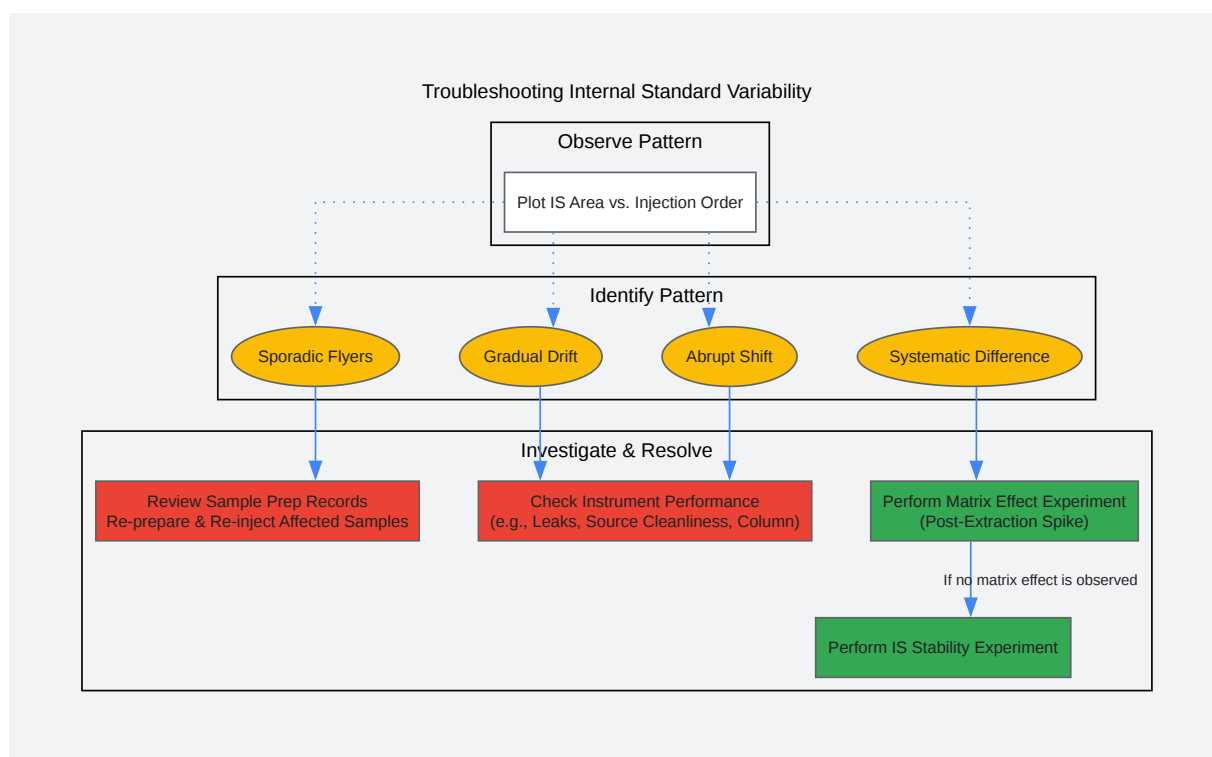 Troubleshooting Internal Standard Variability
Observe Pattern
Plot IS Area vs. Injection Order
Identify Pattern
Sporadic Flyers
Gradual Drift
Abrupt Shift
Systematic Difference
Investigate & Resolve
Review Sample Prep Records
Re-prepare & Re-inject Affected Samples
Check Instrument Performance
(e.g., Leaks, Source Cleanliness, Column)
Perform Matrix Effect Experiment
(Post-Extraction Spike)
If no matrix effect is observed
Perform IS Stability Experiment